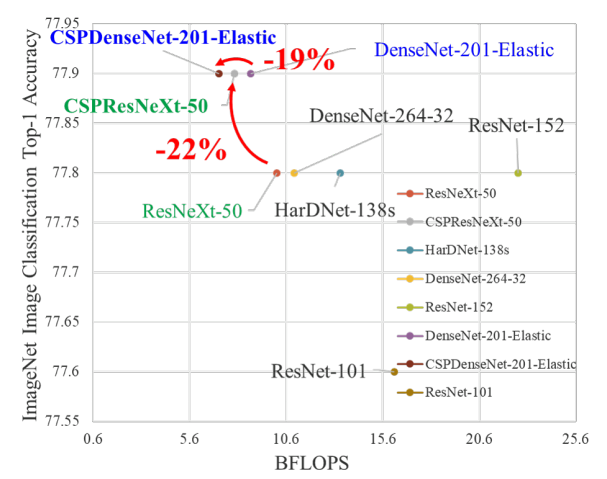 77.95
CSPDenseNet-201-Elastic
-19%
DenseNet-201-Elastic
77.9
CSPResNeXt-50
77.85
DenseNet-264-32
ResNet-152
-22%
77.8
ResNeXt-50
HarDNet-138s
77.75
77.7
77.65
ResNet-101
77.6
77.55
ResNeXt-50
CSPResNeXt-50
HarDNet-138s
DenseNet-264-32
ResNet-152
DenseNet-201-Elastic
CSPDenseNet-201-Elastic
ResNet-101
0.6 5.6 10.6 15.6 20.6 25.6
BFLOPS
ImageNet Image Classification Top-1 Accuracy